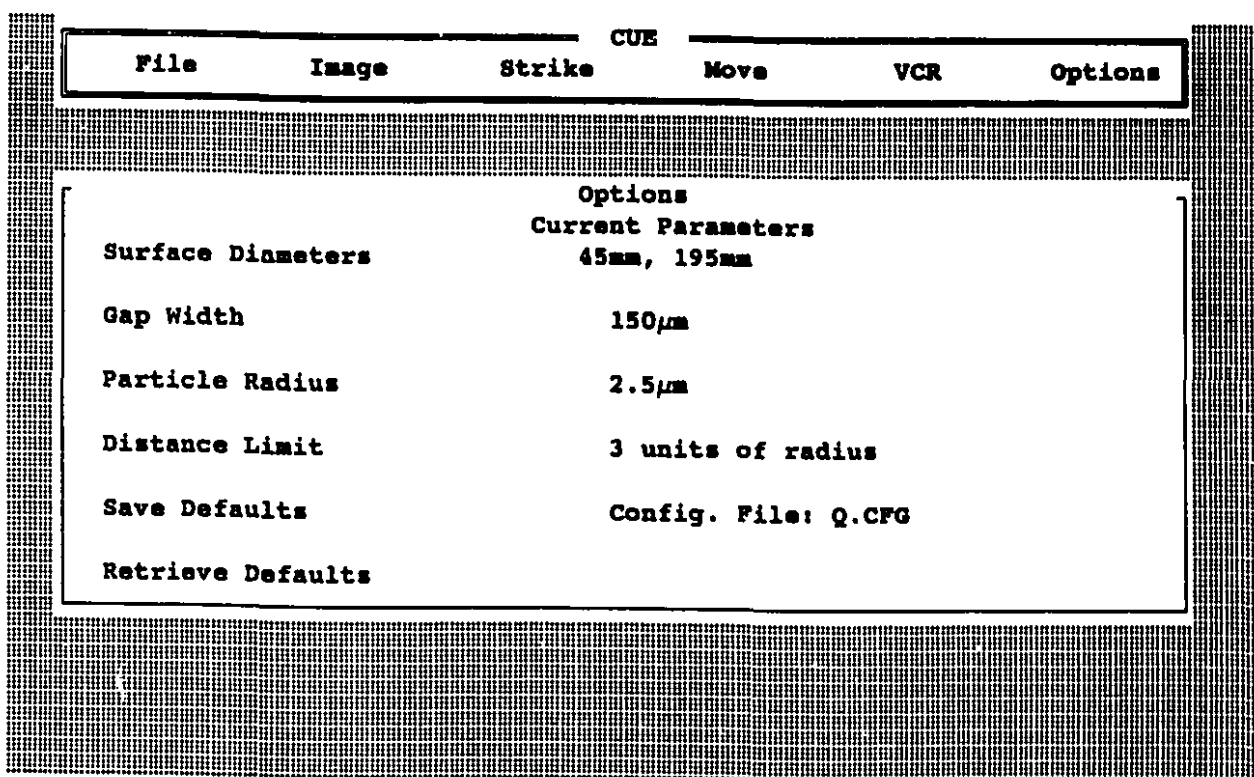 CUE
File Image Strike Move VCR Options
Options
Current Parameters
Surface Diameters 45mm, 195mm
Gap Width 150μm
Particle Radius 2.5μm
Distance Limit 3 units of radius
Save Defaults Config. File: Q.CFG
Retrieve Defaults